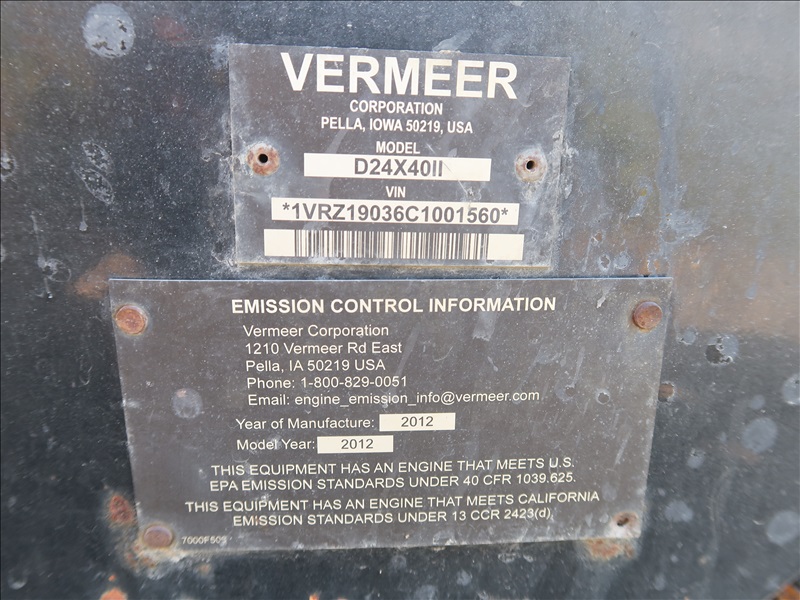 VERMEER
CORPORATION
PELLA, IOWA 50219, USA
MODEL
D24X40II
VIN
*1VRZ19036C1001560*
EMISSION CONTROL INFORMATION
Vermeer Corporation
1210 Vermeer Rd East
Pella, IA 50219 USA
Phone: 1-800-829-0051
Email: engine_emission_info@vermeer.com
Year of Manufacture: 2012
Model Year: 2012
THIS EQUIPMENT HAS AN ENGINE THAT MEETS U.S.
EPA EMISSION STANDARDS UNDER 40 CFR 1039.625.
THIS EQUIPMENT HAS AN ENGINE THAT MEETS CALIFORNIA
EMISSION STANDARDS UNDER 13 CCR 2423(d).